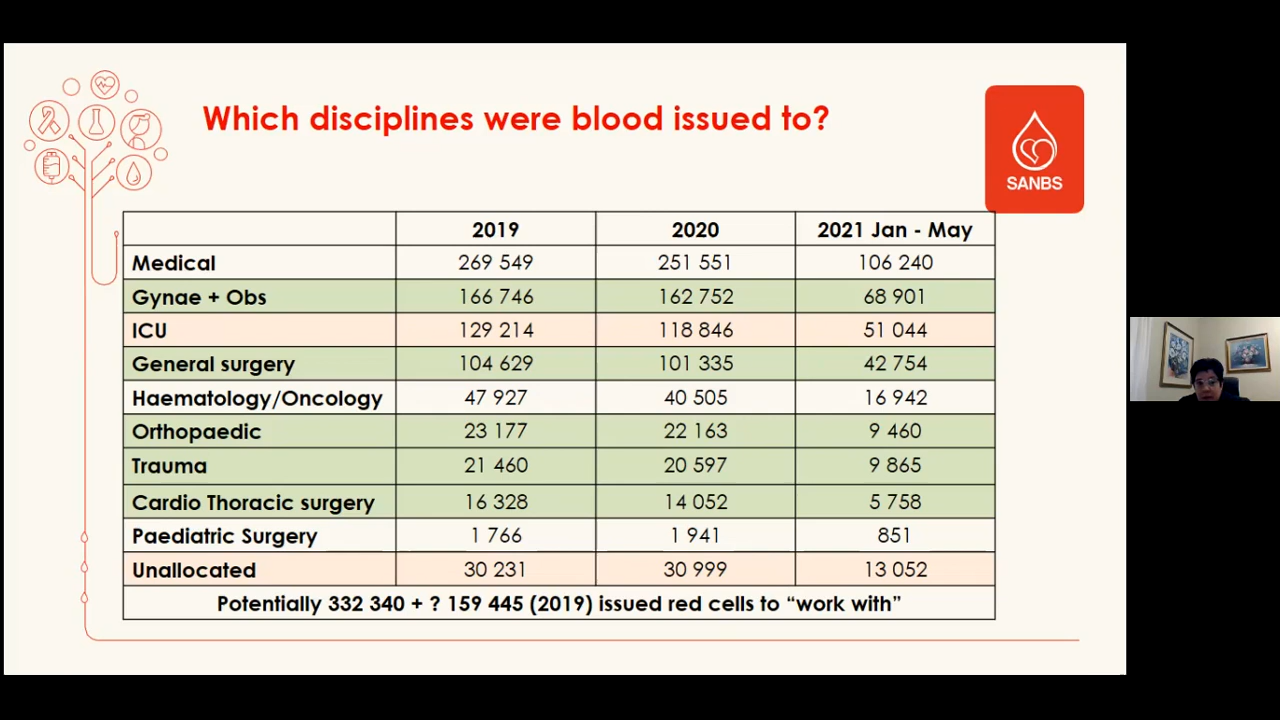 Which disciplines were blood issued to?
SANBS
2019 2020 2021 Jan - May
Medical 269 549 251 551 106 240
Gynae + Obs 166 746 162 752 68 901
ICU 129 214 118 846 51 044
General surgery 104 629 101 335 42 754
Haematology/Oncology 47 927 40 505 16 942
Orthopaedic 23 177 22 163 9 460
Trauma 21 460 20 597 9 865
Cardio Thoracic surgery 16 328 14 052 5 758
Paediatric Surgery 1 766 1 941 851
Unallocated 30 231 30 999 13 052
Potentially 332 340 + ? 159 445 (2019) issued red cells to “work with”